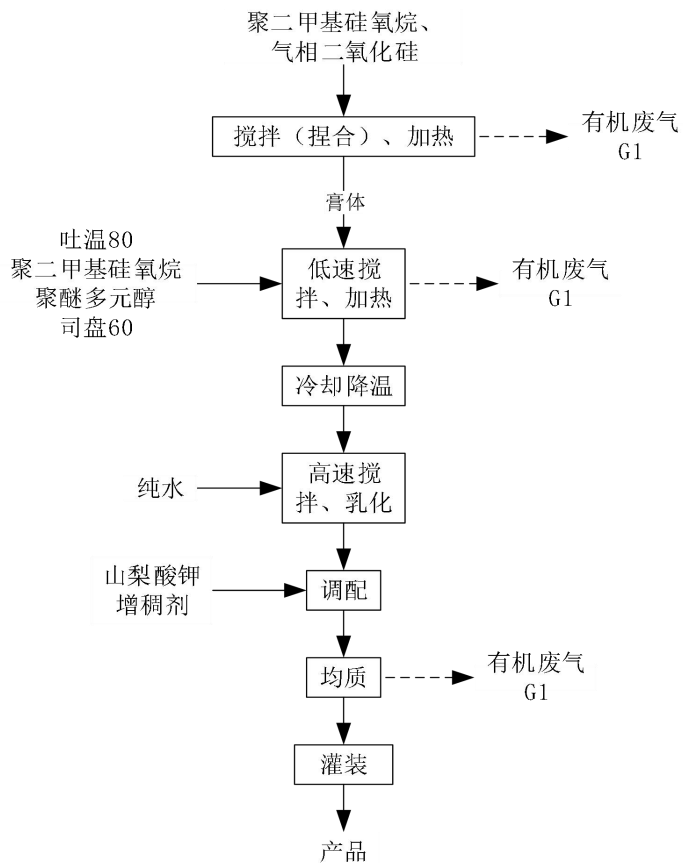 聚二甲基硅氧烷、
气相二氧化硅
搅拌（捏合）、加热
有机废气
G1
膏体
吐温80
聚二甲基硅氧烷
聚醚多元醇
司盘60
低速搅
拌、加热
有机废气
G1
冷却降温
纯水
高速搅
拌、乳化
山梨酸钾
增稠剂
调配
均质
有机废气
G1
灌装
产品